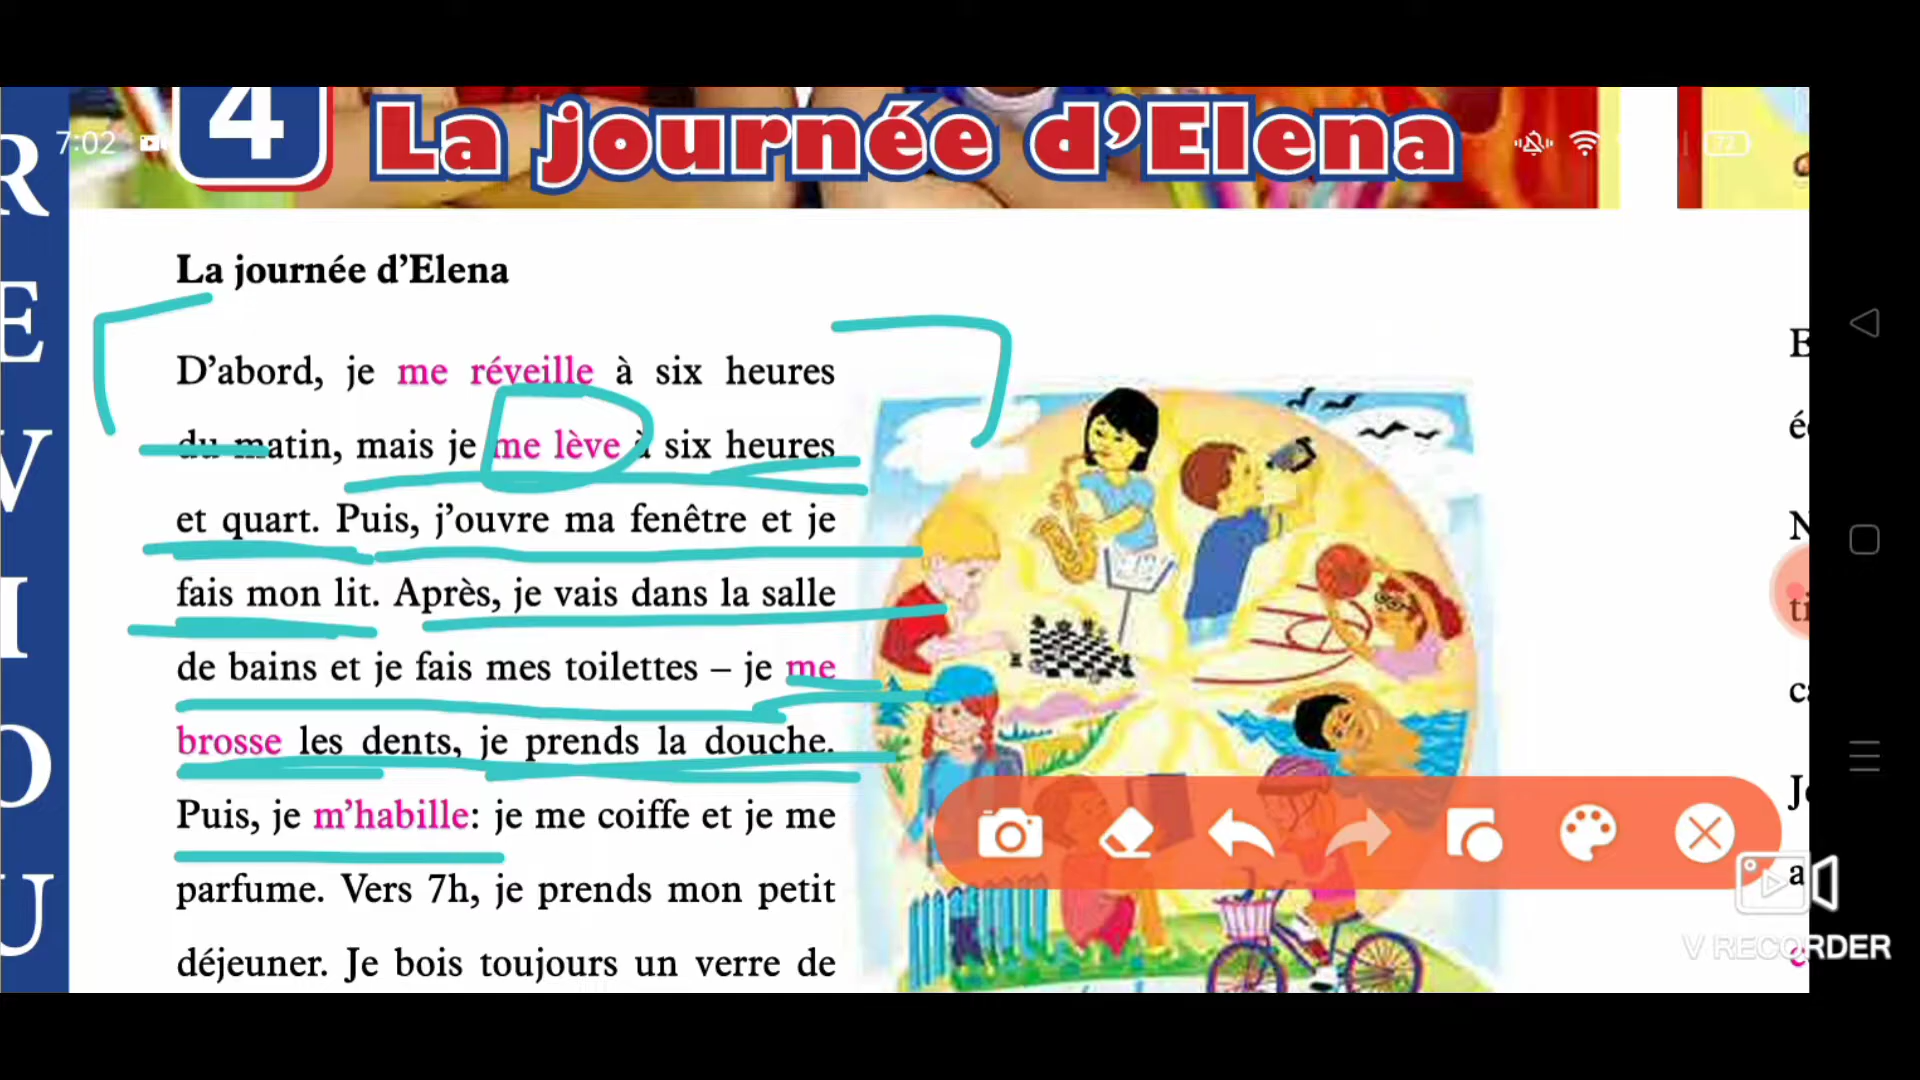 R
E
V
I
O
U
7:02
4
La journée d'Elena
72
La journée d'Elena
D'abord, je me réveille à six heures
du matin, mais je me lève à six heures
et quart. Puis, j'ouvre ma fenêtre et je
fais mon lit. Après, je vais dans la salle
de bains et je fais mes toilettes – je me
brosse les dents, je prends la douche.
Puis, je m'habille: je me coiffe et je me
parfume. Vers 7h, je prends mon petit
déjeuner. Je bois toujours un verre de
V RECORDER